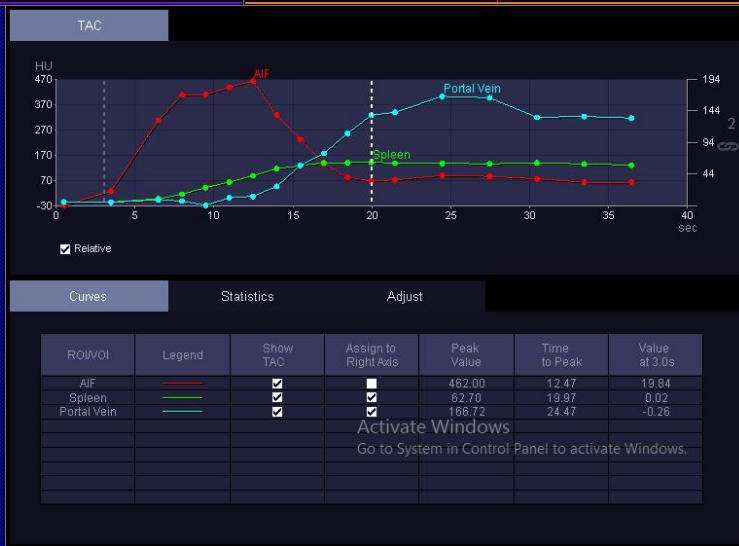 TAC
HU
470
370
270
170
70
-30
AIF
Portal Vein
Spleen
194
144
94
44
2
0 5 10 15 20 25 30 35 40
sec
Relative
Curves Statistics Adjust
ROI/VOI Legend Show TAC Assign to Right Axis Peak Value Time to Peak Value at 3.0s
AIF 462.00 12.47 19.84
Spleen 62.70 19.97 0.02
Portal Vein 166.72 24.47 -0.26
Activate Windows
Go to System in Control Panel to activate Windows.